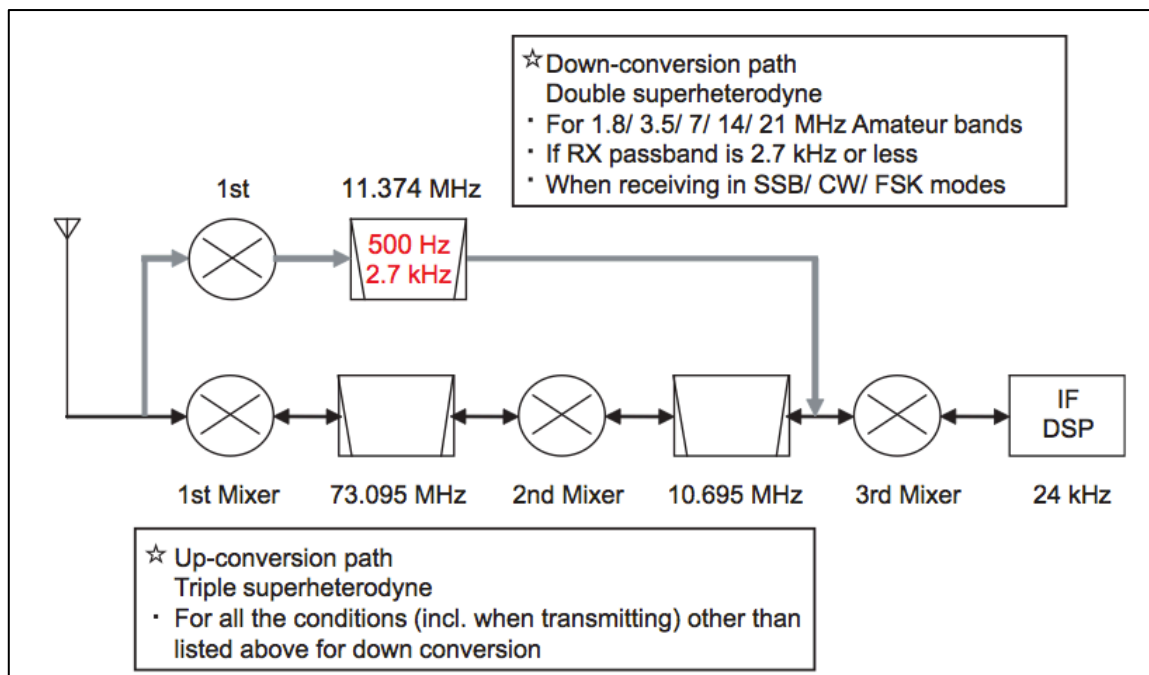 ☆Down-conversion path
Double superheterodyne
· For 1.8/ 3.5/ 7/ 14/ 21 MHz Amateur bands
· If RX passband is 2.7 kHz or less
· When receiving in SSB/ CW/ FSK modes
1st
11.374 MHz
500 Hz
2.7 kHz
IF
DSP
1st Mixer
73.095 MHz
2nd Mixer
10.695 MHz
3rd Mixer
24 kHz
☆ Up-conversion path
Triple superheterodyne
· For all the conditions (incl. when transmitting) other than
listed above for down conversion